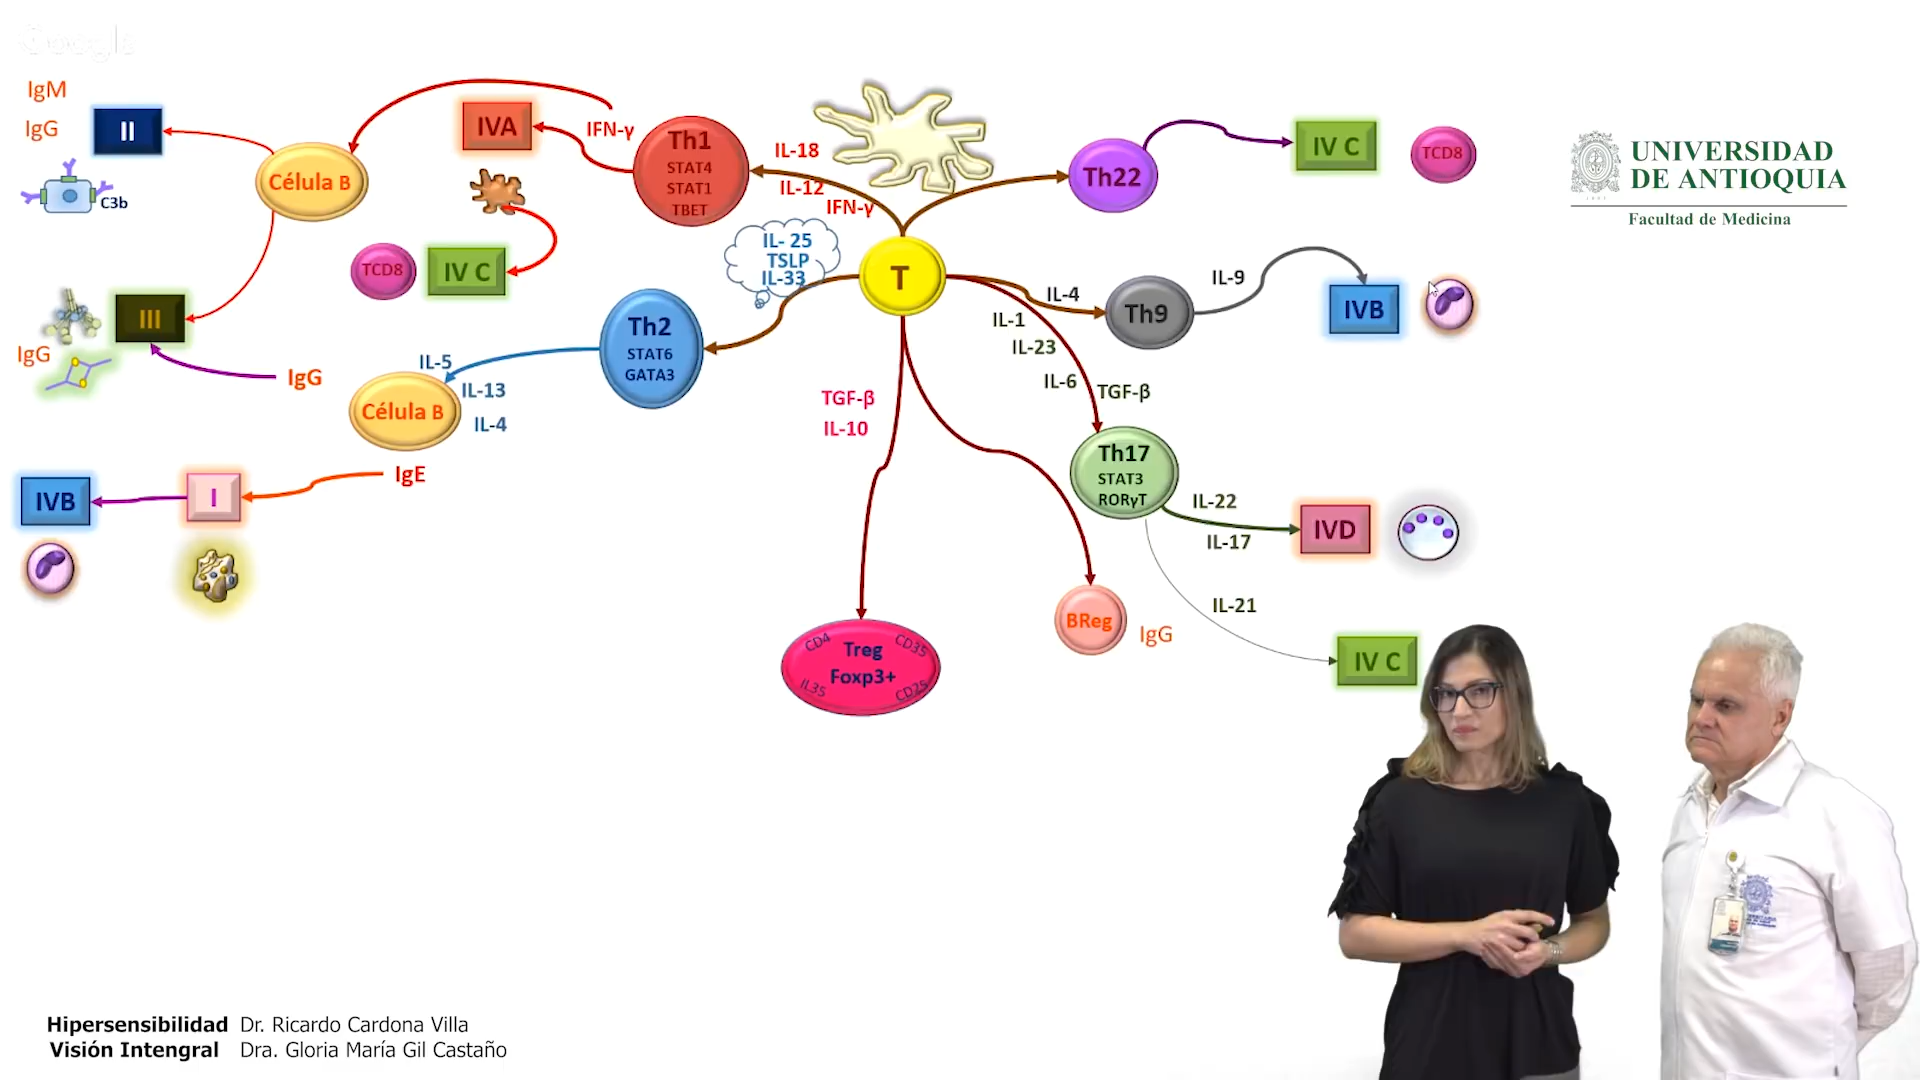 Google
IgM
IgG
II
C3b
Célula B
IVA
IFN-γ
Th1
STAT4
STAT1
TBET
IL-18
IL-12
IFN-γ
Th22
IV C
TCD8
UNIVERSIDAD
DE ANTIOQUIA
1803
Facultad de Medicina
TCD8
IV C
IL- 25
TSLP
IL-33
T
IL-4
Th9
IL-9
IVB
III
IgG
IgG
Th2
STAT6
GATA3
IL-5
IL-13
IL-4
Célula B
IL-1
IL-23
IL-6
TGF-β
TGF-β
IL-10
Th17
STAT3
RORγT
IL-22
IL-17
IVD
IgE
I
IVB
IL-21
IV C
BReg
IgG
CD4
CD35
Treg
Foxp3+
IL35
CD25
Hipersensibilidad Dr. Ricardo Cardona Villa
Visión Intengral Dra. Gloria María Gil Castaño